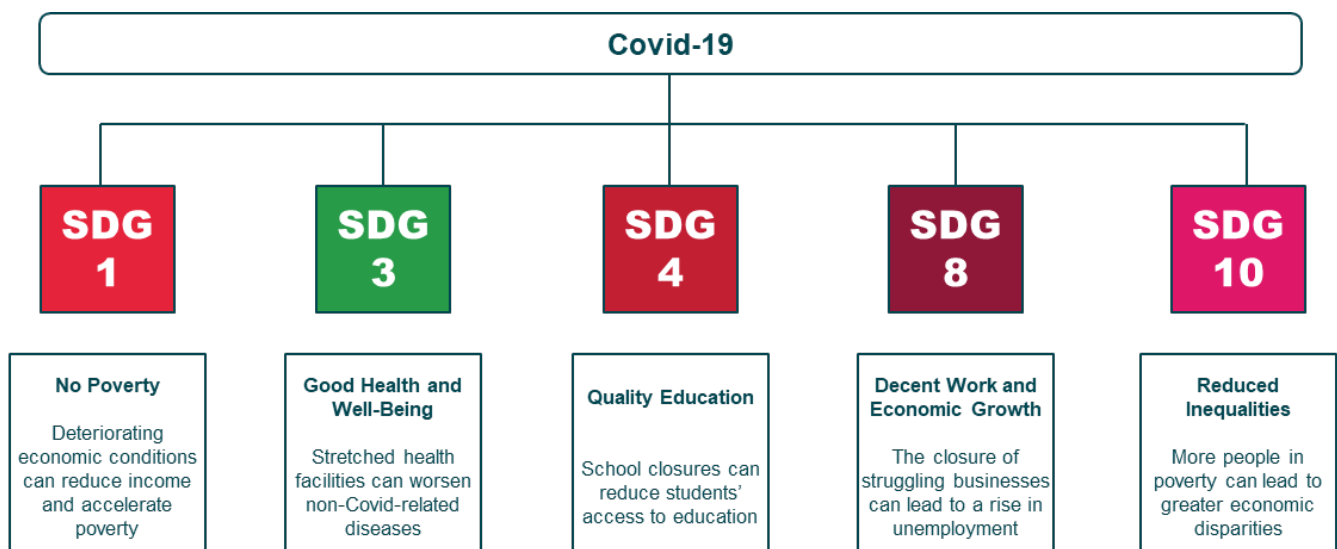 Covid-19
SDG
1
SDG
3
SDG
4
SDG
8
SDG
10
No Poverty
Deteriorating
economic conditions
can reduce income
and accelerate
poverty
Good Health and
Well-Being
Stretched health
facilities can worsen
non-Covid-related
diseases
Quality Education
School closures can
reduce students’
access to education
Decent Work and
Economic Growth
The closure of
struggling businesses
can lead to a rise in
unemployment
Reduced
Inequalities
More people in
poverty can lead to
greater economic
disparities